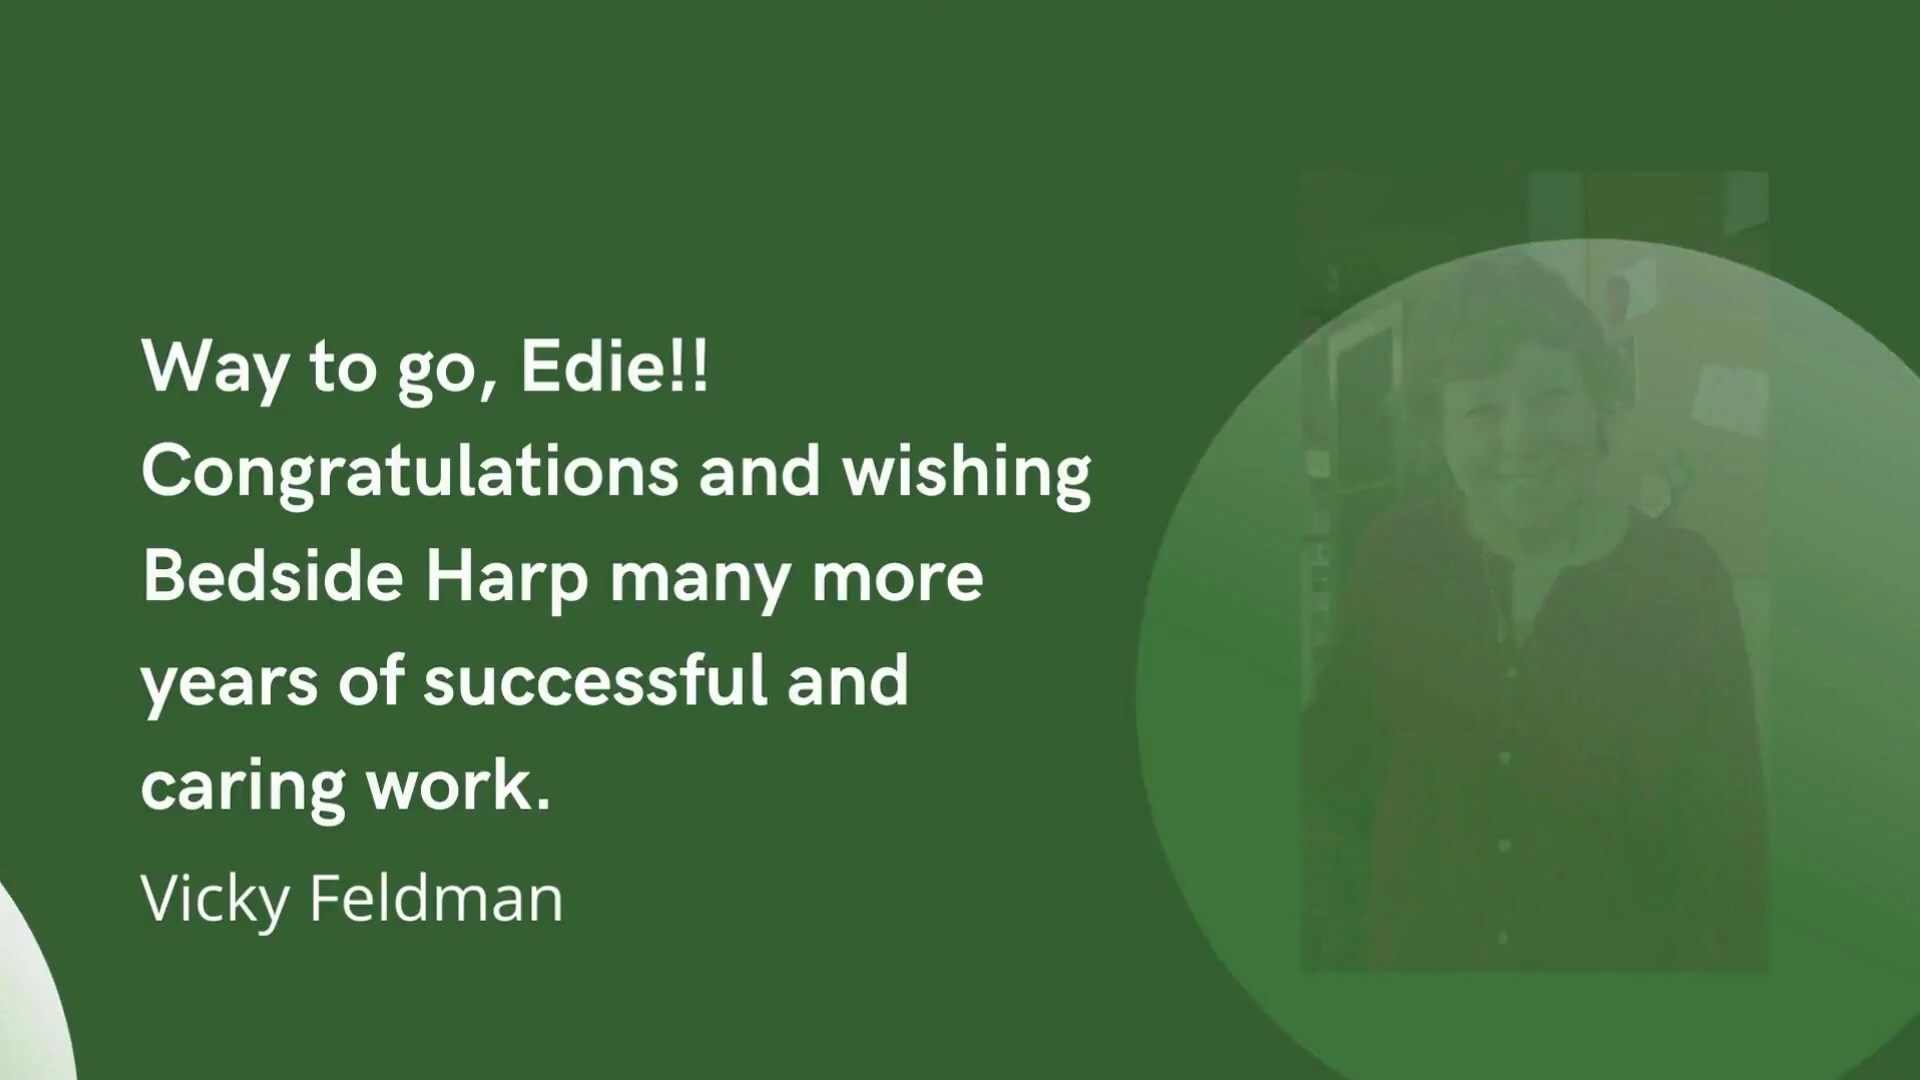 Way to go, Edie!!
Congratulations and wishing
Bedside Harp many more
years of successful and
caring work.
Vicky Feldman